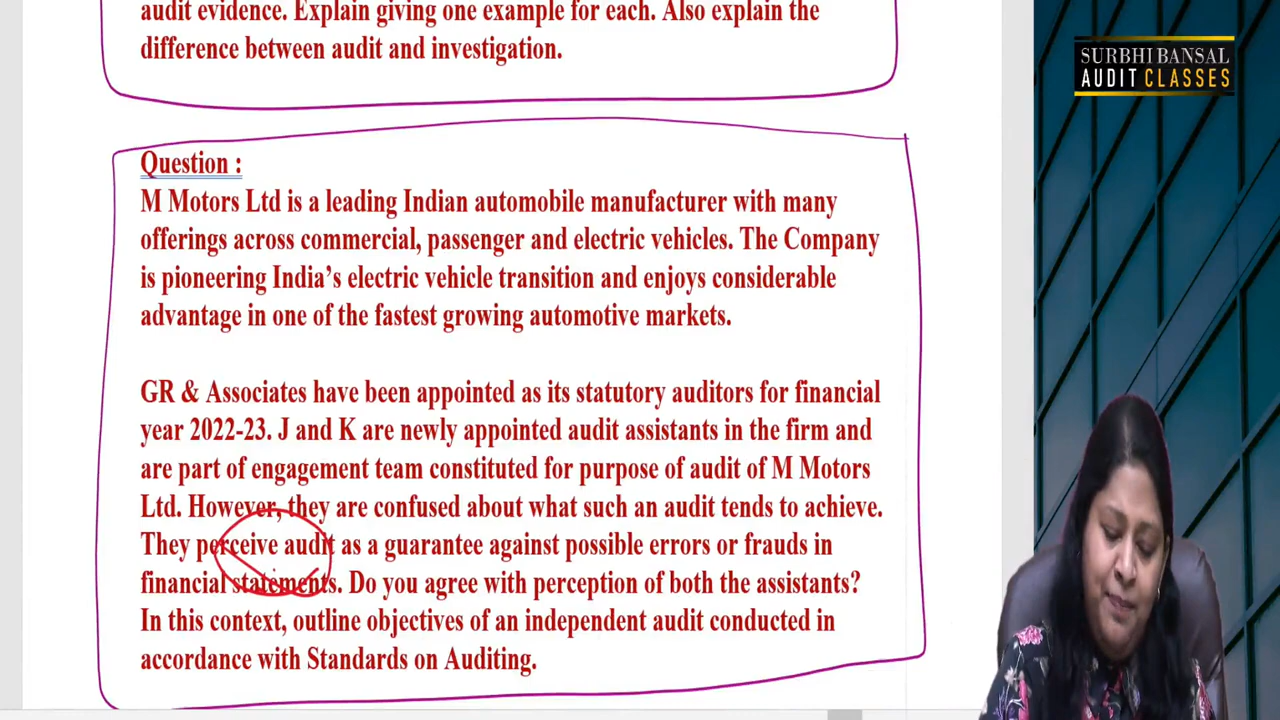 audit evidence. Explain giving one example for each. Also explain the
difference between audit and investigation.
SURBHI BANSAL
AUDIT CLASSES
Question :
M Motors Ltd is a leading Indian automobile manufacturer with many
offerings across commercial, passenger and electric vehicles. The Company
is pioneering India's electric vehicle transition and enjoys considerable
advantage in one of the fastest growing automotive markets.
GR & Associates have been appointed as its statutory auditors for financial
year 2022-23. J and K are newly appointed audit assistants in the firm and
are part of engagement team constituted for purpose of audit of M Motors
Ltd. However, they are confused about what such an audit tends to achieve.
They perceive audit as a guarantee against possible errors or frauds in
financial statements. Do you agree with perception of both the assistants?
In this context, outline objectives of an independent audit conducted in
accordance with Standards on Auditing.